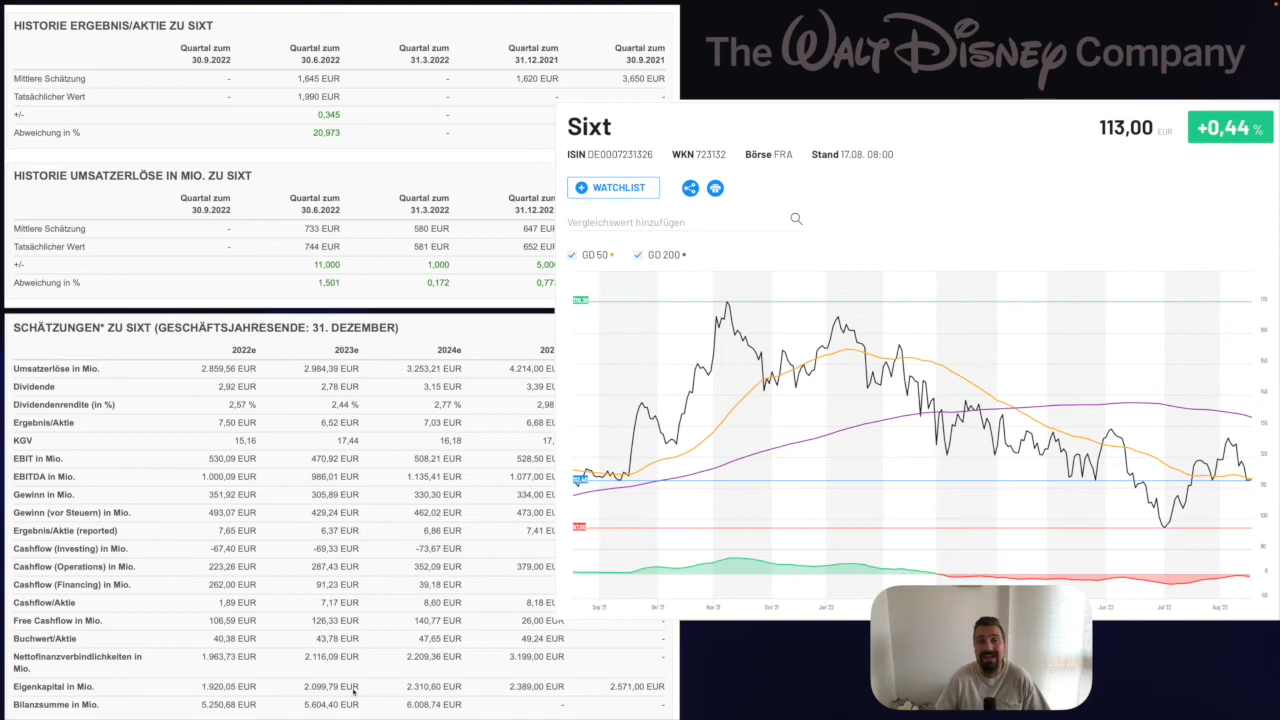 The WALT DISNEY Company
HISTORIE ERGEBNIS/AKTIE ZU SIXT
Quartal zum 30.9.2022 Quartal zum 30.6.2022 Quartal zum 31.3.2022 Quartal zum 31.12.2021 Quartal zum 30.9.2021
Mittlere Schätzung - 1,645 EUR - 1,620 EUR 3,650 EUR
Tatsächlicher Wert - 1,990 EUR - - -
+/- 0,345 -
Abweichung in % 20,973 -
HISTORIE UMSATZERLÖSE IN MIO. ZU SIXT
Quartal zum 30.9.2022 Quartal zum 30.6.2022 Quartal zum 31.3.2022 Quartal
Mittlere Schätzung - 733 EUR 580 EUR 647 EUR
Tatsächlicher Wert - 744 EUR 581 EUR 652 EUR
+/- 11,000 1,000
Abweichung in % 1,501 0,172
SCHÄTZUNGEN* ZU SIXT (GESCHÄFTSJAHRESENDE: 31. DEZEMBER)
2022e 2023e 2024e
Umsatzerlöse in Mio. 2.859,56 EUR 2.984,39 EUR 3.253,21 EUR 4.214,00
Dividende 2,92 EUR 2,78 EUR 3,15 EUR 3,39
Dividendenrendite (in %) 2,57 % 2,44 % 2,77 % 2,98
Ergebnis/Aktie 7,50 EUR 6,52 EUR 7,03 EUR 6,68
KGV 15,16 17,44 16,18
EBIT in Mio. 530,09 EUR 470,92 EUR 508,21 EUR 528,50
EBITDA in Mio. 1.000,09 EUR 986,01 EUR 1.135,41 EUR 1.077,00
Gewinn in Mio. 351,92 EUR 305,89 EUR 330,30 EUR 334,00
Gewinn (vor Steuern) in Mio. 493,07 EUR 429,24 EUR 462,02 EUR 473,00
Ergebnis/Aktie (reported) 7,65 EUR 6,37 EUR 6,86 EUR 7,41
Cashflow (Investing) in Mio. -67,40 EUR -69,33 EUR -73,67 EUR
Cashflow (Operations) in Mio. 223,26 EUR 287,43 EUR 352,09 EUR 379,00
Cashflow (Financing) in Mio. 262,00 EUR 91,23 EUR 39,18 EUR
Cashflow/Aktie 1,89 EUR 7,17 EUR 8,60 EUR 8,18
Free Cashflow in Mio. 106,59 EUR 126,33 EUR 140,77 EUR 26,00 EUR -
Buchwert/Aktie 40,38 EUR 43,78 EUR 47,65 EUR 49,24 EUR -
Nettofinanzverbindlichkeiten in Mio. 1.963,73 EUR 2.116,09 EUR 2.209,36 EUR 3.199,00 EUR -
Eigenkapital in Mio. 1.920,05 EUR 2.099,79 EUR 2.310,60 EUR 2.389,00 EUR 2.571,00 EUR
Bilanzsumme in Mio. 5.250,68 EUR 5.604,40 EUR 6.008,74 EUR - -
Sixt 113,00 EUR +0,44 %
ISIN DE0007231326 WKN 723132 Börse FRA Stand 17.08. 08:00
WATCHLIST
Vergleichswert hinzufügen
GD 50 GD 200
170
160
150
140
130
120
110
100
90
0
-50
97,00
Sep '21 Okt '21 Nov '21 Dez '21 Jan '22 Jun '22 Jul '22 Aug '22